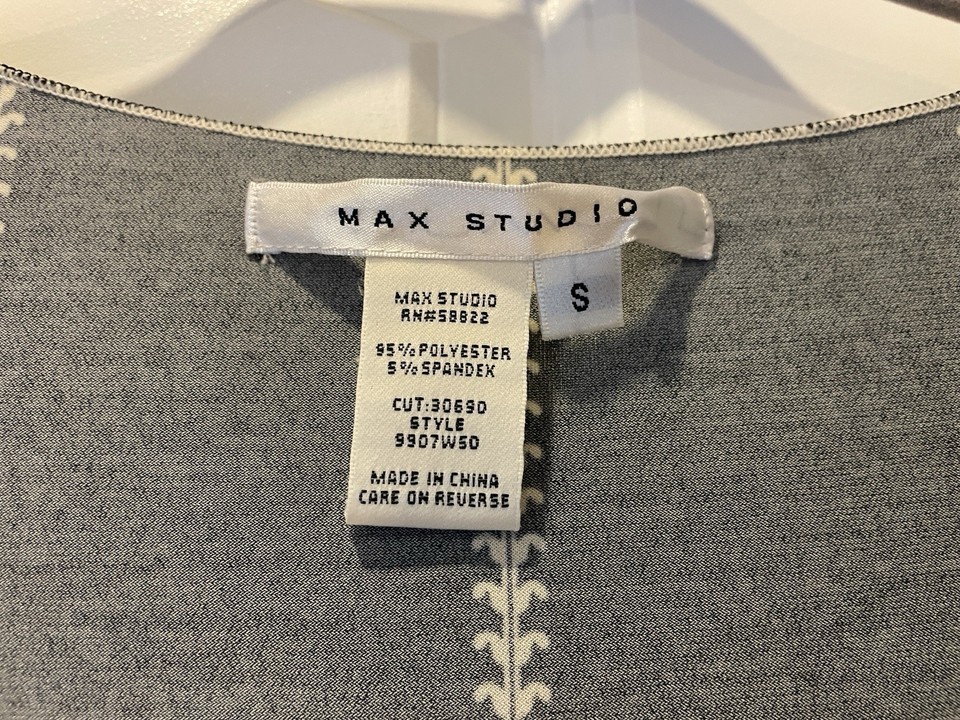 MAX STUDIO
S
MAX STUDIO
RN#58822
95% POLYESTER
5% SPANDEX
CUT:30690
STYLE
9907W50
MADE IN CHINA
CARE ON REVERSE